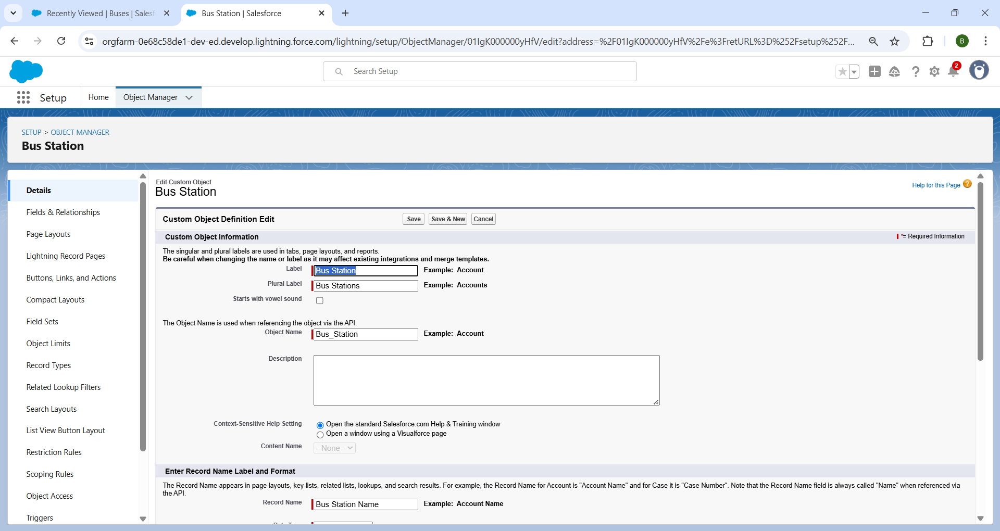 Recently Viewed | Buses | Salesf
Bus Station | Salesforce
orgfarm-0e68c58de1-dev-ed.develop.lightning.force.com/lightning/setup/ObjectManager/01IgK000000yHfV/edit?address=%2F01IgK000000yHfV%2Fe%3FretURL%3D%252Fsetup%252F...
B
Search Setup
2
Setup
Home
Object Manager
SETUP > OBJECT MANAGER
Bus Station
Details
Fields & Relationships
Page Layouts
Lightning Record Pages
Buttons, Links, and Actions
Compact Layouts
Field Sets
Object Limits
Record Types
Related Lookup Filters
Search Layouts
List View Button Layout
Restriction Rules
Scoping Rules
Object Access
Triggers
Edit Custom Object
Bus Station
Help for this Page ?
Custom Object Definition Edit
Save
Save & New
Cancel
Custom Object Information
*= Required Information
The singular and plural labels are used in tabs, page layouts, and reports.
Be careful when changing the name or label as it may affect existing integrations and merge templates.
Label
Bus Station
Example: Account
Plural Label
Bus Stations
Example: Accounts
Starts with vowel sound
The Object Name is used when referencing the object via the API.
Object Name
Bus_Station
Example: Account
Description
Context-Sensitive Help Setting
Open the standard Salesforce.com Help & Training window
Open a window using a Visualforce page
Content Name
--None--
Enter Record Name Label and Format
The Record Name appears in page layouts, key lists, related lists, lookups, and search results. For example, the Record Name for Account is "Account Name" and for Case it is "Case Number". Note that the Record Name field is always called "Name" when referenced via
the API.
Record Name
Bus Station Name
Example: Account Name